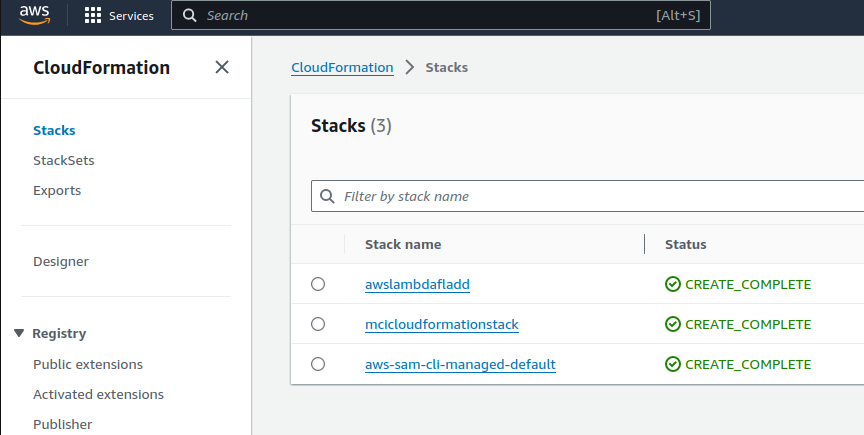 aws Services Search [Alt+S]
CloudFormation
Stacks
StackSets
Exports
Designer
Registry
Public extensions
Activated extensions
Publisher
CloudFormation Stacks
Stacks (3)
Filter by stack name
Stack name Status
awslambdafladd CREATE_COMPLETE
mcicloudformationstack CREATE_COMPLETE
aws-sam-cli-managed-default CREATE_COMPLETE